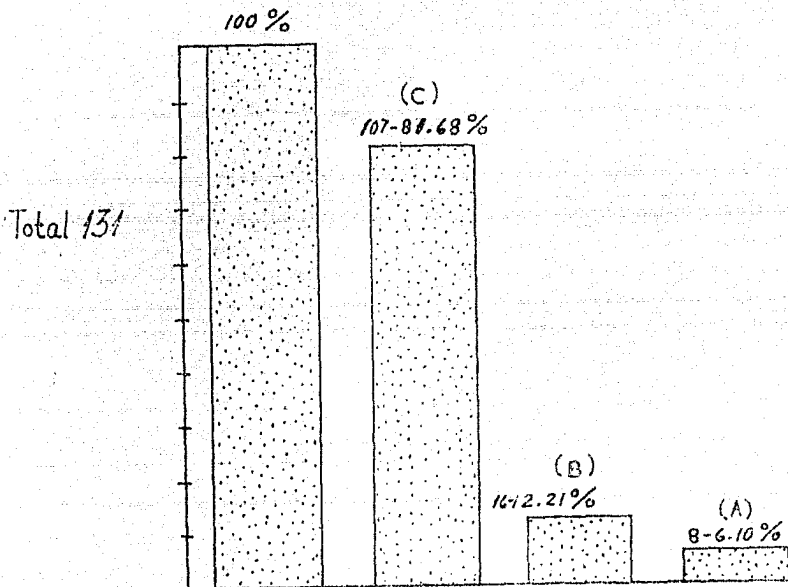 100 %
(C)
107-81.68 %
Total 131
(B)
16-12.21%
(A)
8-6.10 %